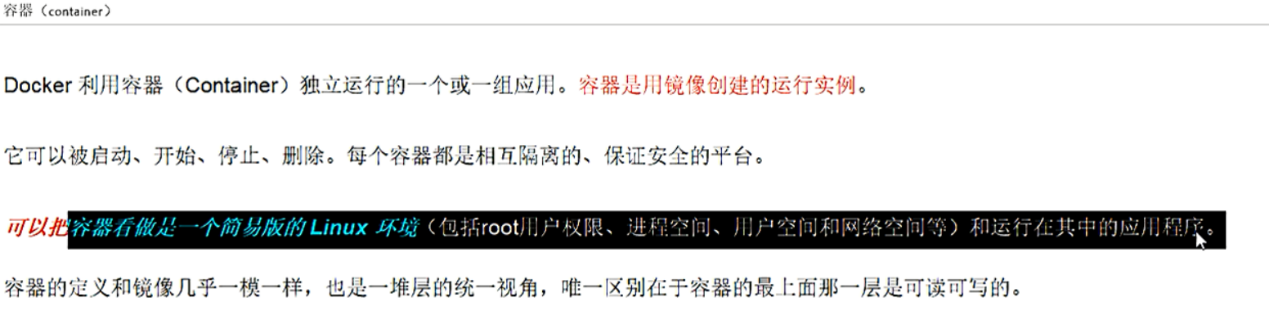 容器（container）
Docker 利用容器（Container）独立运行的一个或一组应用。容器是用镜像创建的运行实例。
它可以被启动、开始、停止、删除。每个容器都是相互隔离的、保证安全的平台。
可以把容器看做是一个简易版的 Linux 环境（包括root用户权限、进程空间、用户空间和网络空间等）和运行在其中的应用程序。
容器的定义和镜像几乎一模一样，也是一堆层的统一视角，唯一区别在于容器的最上面那一层是可读可写的。